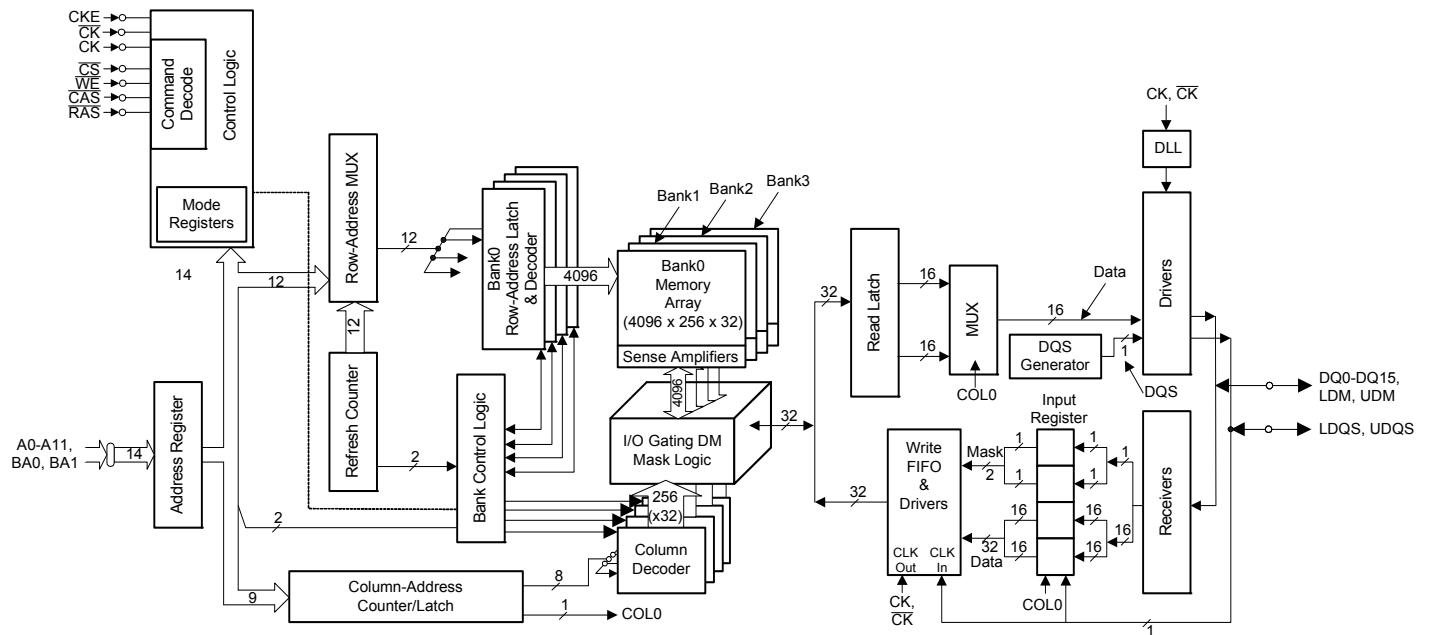 CKE
CK
CK
CS
WE
CAS
RAS
Command
Decode
Control Logic
Mode
Registers
14
12
Row-Address MUX
12
12
Refresh Counter
Bank0
Row-Address Latch
& Decoder
4096
Bank1
Bank2
Bank3
Bank0
Memory
Array
(4096 x 256 x 32)
Sense Amplifiers
4096
I/O Gating DM
Mask Logic
32
256
(x32)
Column
Decoder
Bank Control Logic
2
2
A0-A11,
BA0, BA1
14
Address Register
9
Column-Address
Counter/Latch
8
1
COL0
32
Read Latch
16
16
MUX
COL0
Data
16
DQS
Generator
1
DQS
CK, CK
DLL
Drivers
DQ0-DQ15,
LDM, UDM
LDQS, UDQS
Input
Register
32
Write
FIFO
&
Drivers
CLK
Out
CLK
In
CK,
CK
Mask
2
32
Data
1
1
16
16
1
1
16
16
1
16
COL0
Receivers
1